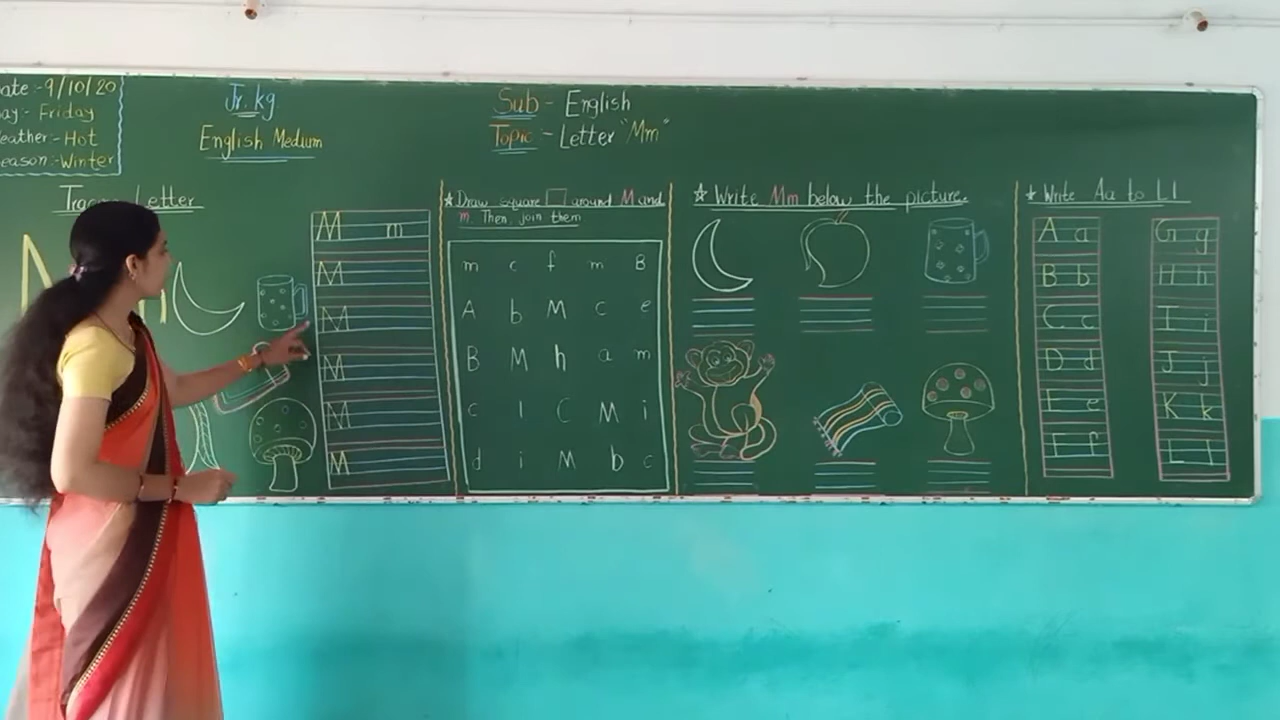 ate :- 9/10/20
ay:- Friday
eather:- Hot
eason:- Winter
Jr. kg.
English Medium
Sub - English
Topic :- Letter "Mm"
Letter
M m
M
M
M
M
M
★ Draw square □ around M and
m. Then join them
m c f m B
A b M c e
B M h a m
c l C M i
d i M b c
★ Write Mm below the picture.
★ Write Aa to Ll
A a
B b
C c
D d
E e
F f
G g
H h
I i
J j
K k
L l